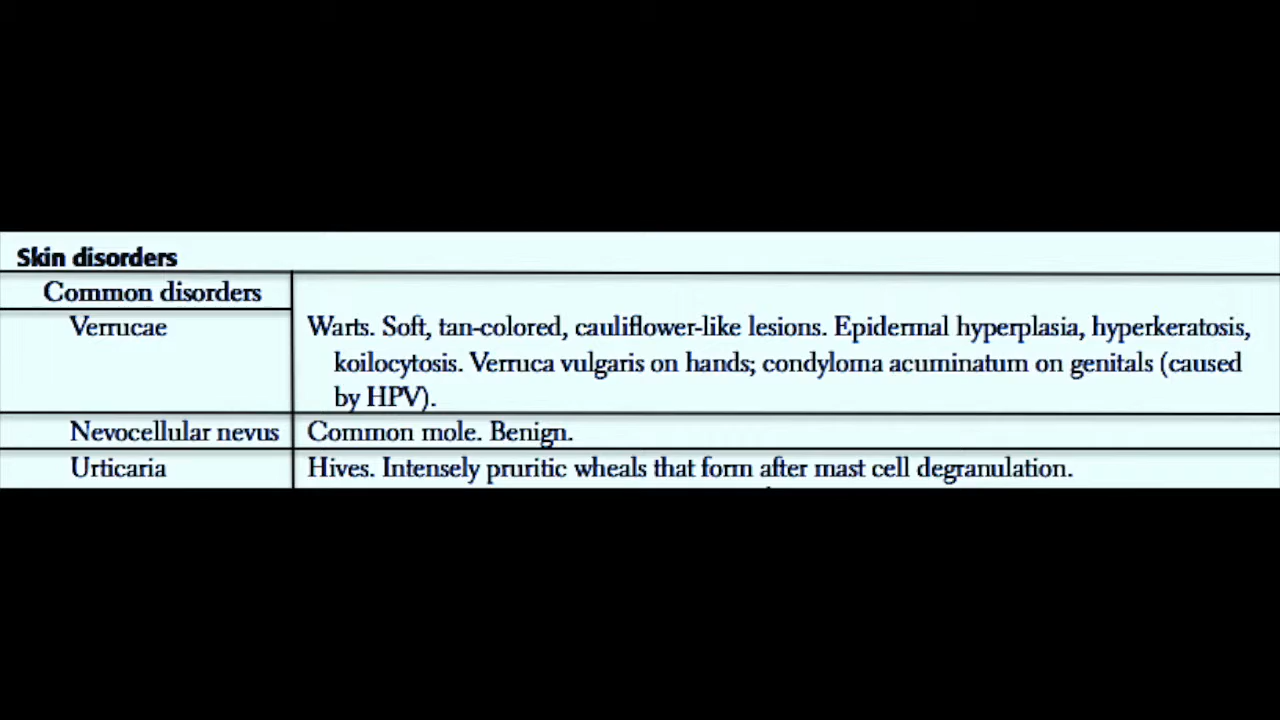 Skin disorders
Common disorders
Verrucae
Warts. Soft, tan-colored, cauliflower-like lesions. Epidermal hyperplasia, hyperkeratosis,
koilocytosis. Verruca vulgaris on hands; condyloma acuminatum on genitals (caused
by HPV).
Nevocellular nevus
Common mole. Benign.
Urticaria
Hives. Intensely pruritic wheals that form after mast cell degranulation.